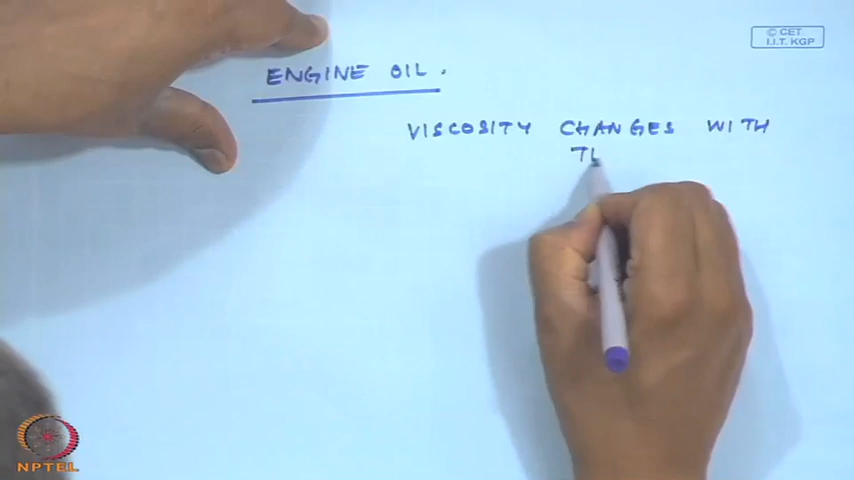 © CET
I.I.T. KGP
ENGINE OIL.
VISCOSITY CHANGES WITH
NPTEL